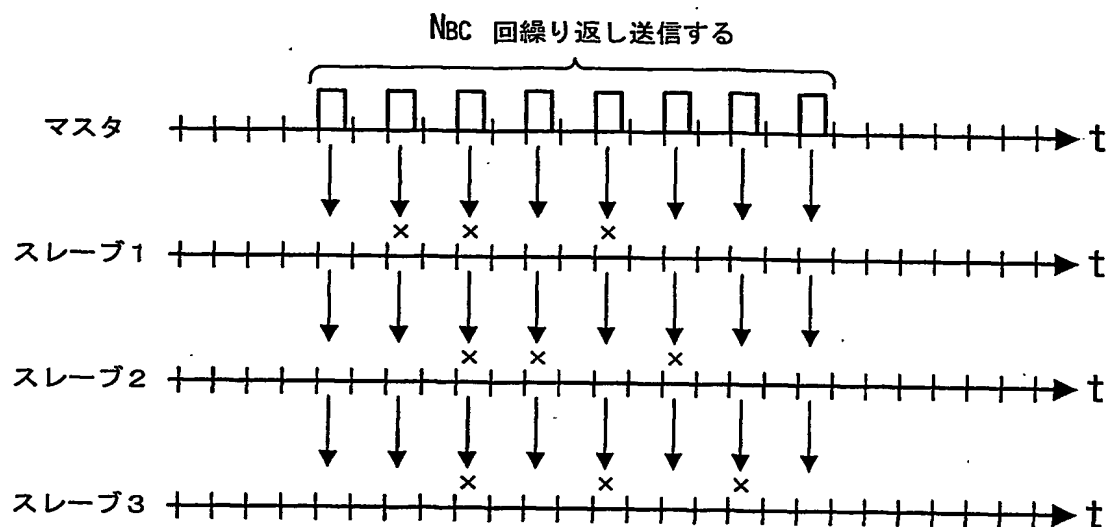 NBC 回繰り返し送信する
マスタ t
× × ×
スレーブ1 t
× × ×
スレーブ2 t
× × ×
スレーブ3 t